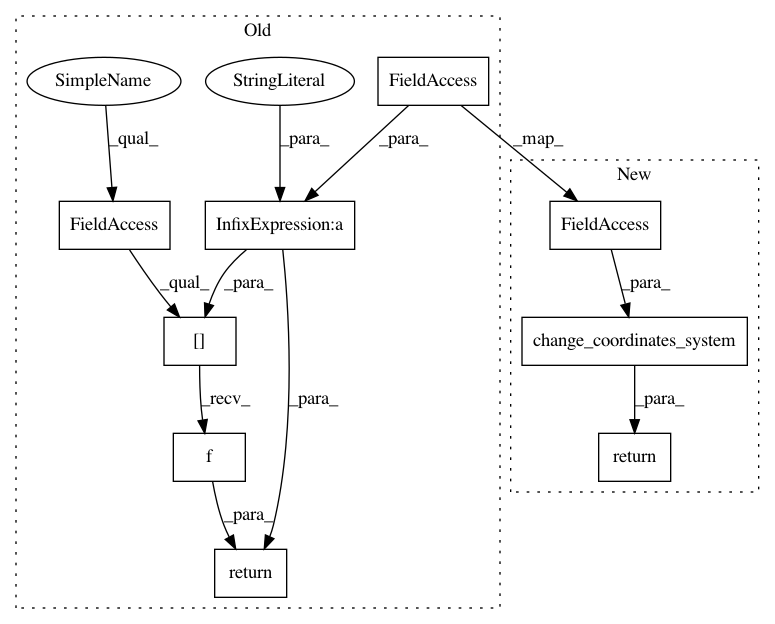 Old
SimpleName
StringLiteral
FieldAccess
_qual_
_para_
_para_
_map_
New
FieldAccess
InfixExpression:a
FieldAccess
_qual_
_para_
_para_
[]
change_coordinates_system
_recv_
_para_
_para_
f
return
_para_
return